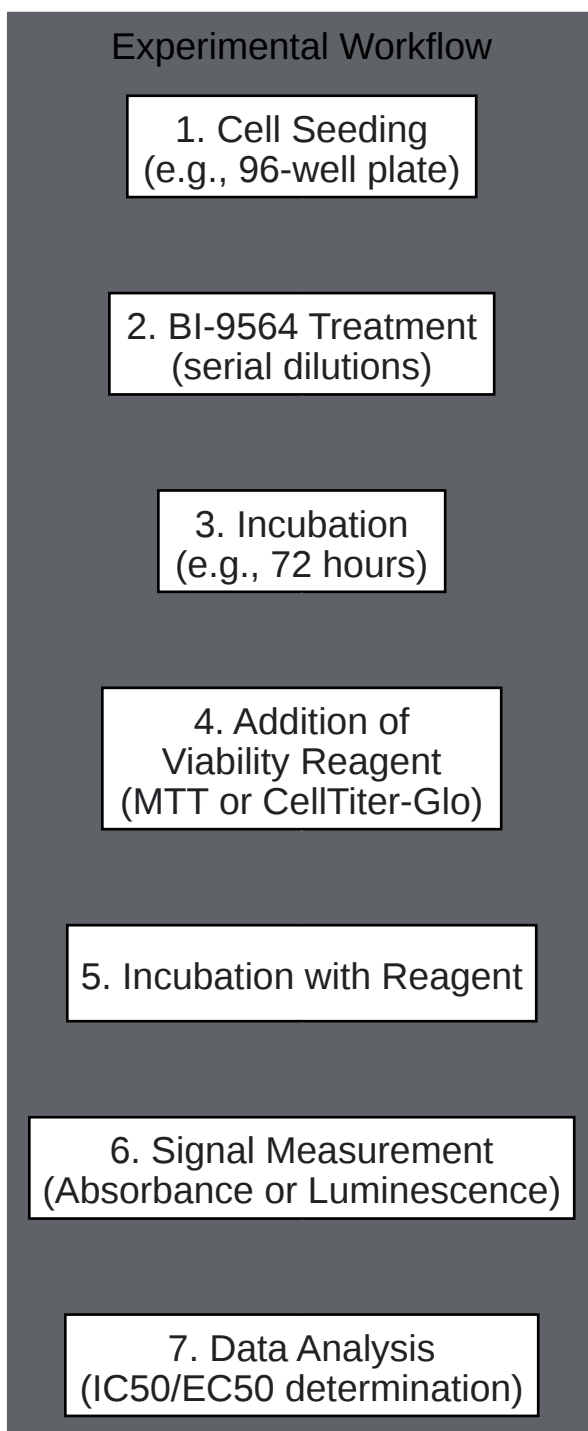 Experimental Workflow
1. Cell Seeding
(e.g., 96-well plate)
2. BI-9564 Treatment
(serial dilutions)
3. Incubation
(e.g., 72 hours)
4. Addition of
Viability Reagent
(MTT or CellTiter-Glo)
5. Incubation with Reagent
6. Signal Measurement
(Absorbance or Luminescence)
7. Data Analysis
(IC50/EC50 determination)